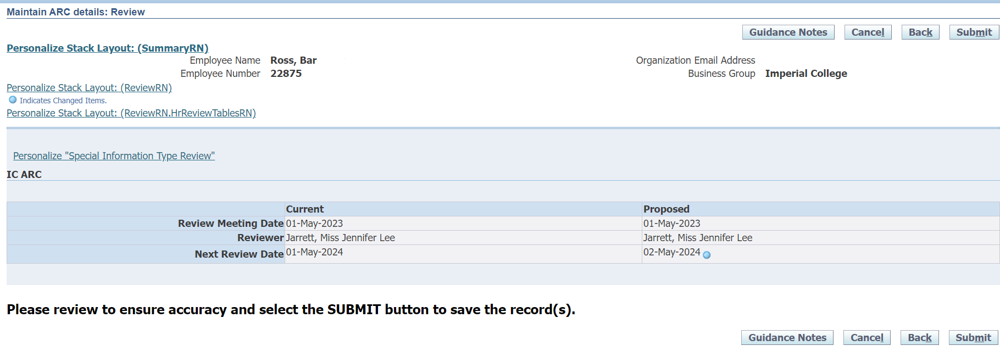 Maintain ARC details: Review
Guidance Notes Cancel Back Submit
Personalize Stack Layout: (SummaryRN)
Employee Name Ross, Bar Organization Email Address
Employee Number 22875 Business Group Imperial College
Personalize Stack Layout: (ReviewRN)
Indicates Changed Items.
Personalize Stack Layout: (ReviewRN.HrReviewTablesRN)
Personalize "Special Information Type Review"
IC ARC
Current Proposed
Review Meeting Date 01-May-2023 01-May-2023
Reviewer Jarrett, Miss Jennifer Lee Jarrett, Miss Jennifer Lee
Next Review Date 01-May-2024 02-May-2024
Please review to ensure accuracy and select the SUBMIT button to save the record(s).
Guidance Notes Cancel Back Submit